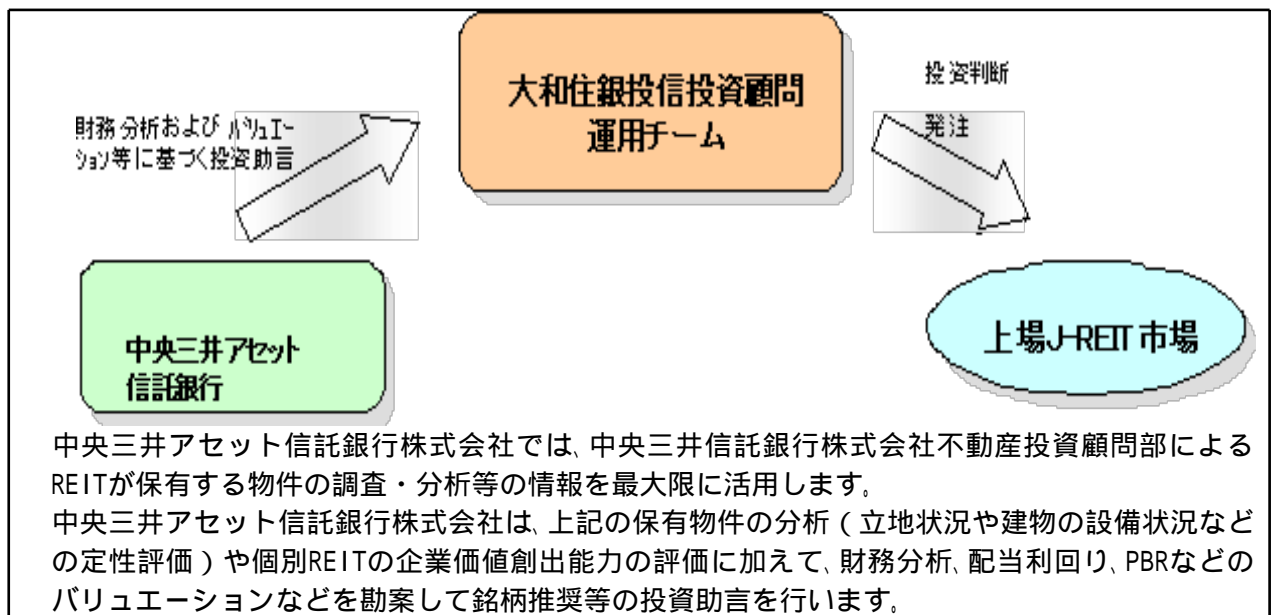 大和住銀投信投資顧問
運用チーム
投資判断
発注
財務分析および バリュエー
ション等に基づく投資助言
中央三井アセット
信託銀行
上場J-REIT市場
中央三井アセット信託銀行株式会社では、中央三井信託銀行株式会社不動産投資顧問部による
REITが保有する物件の調査・分析等の情報を最大限に活用します。
中央三井アセット信託銀行株式会社は、上記の保有物件の分析（立地状況や建物の設備状況など
の定性評価）や個別REITの企業価値創出能力の評価に加えて、財務分析、配当利回り、PBRなどの
バリュエーションなどを勘案して銘柄推奨等の投資助言を行います。